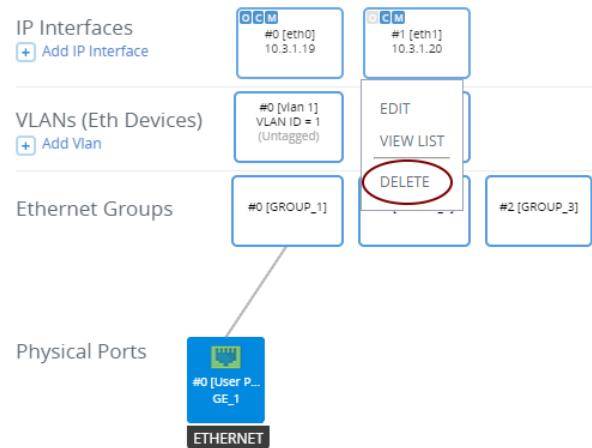 IP Interfaces
+ Add IP Interface
O C M
#0 [eth0]
10.3.1.19
O C M
#1 [eth1]
10.3.1.20
EDIT
VIEW LIST
DELETE
VLANs (Eth Devices)
+ Add Vlan
#0 [vlan 1]
VLAN ID = 1
(Untagged)
Ethernet Groups
#0 [GROUP_1]
#2 [GROUP_3]
Physical Ports
#0 [User P...
GE_1
ETHERNET